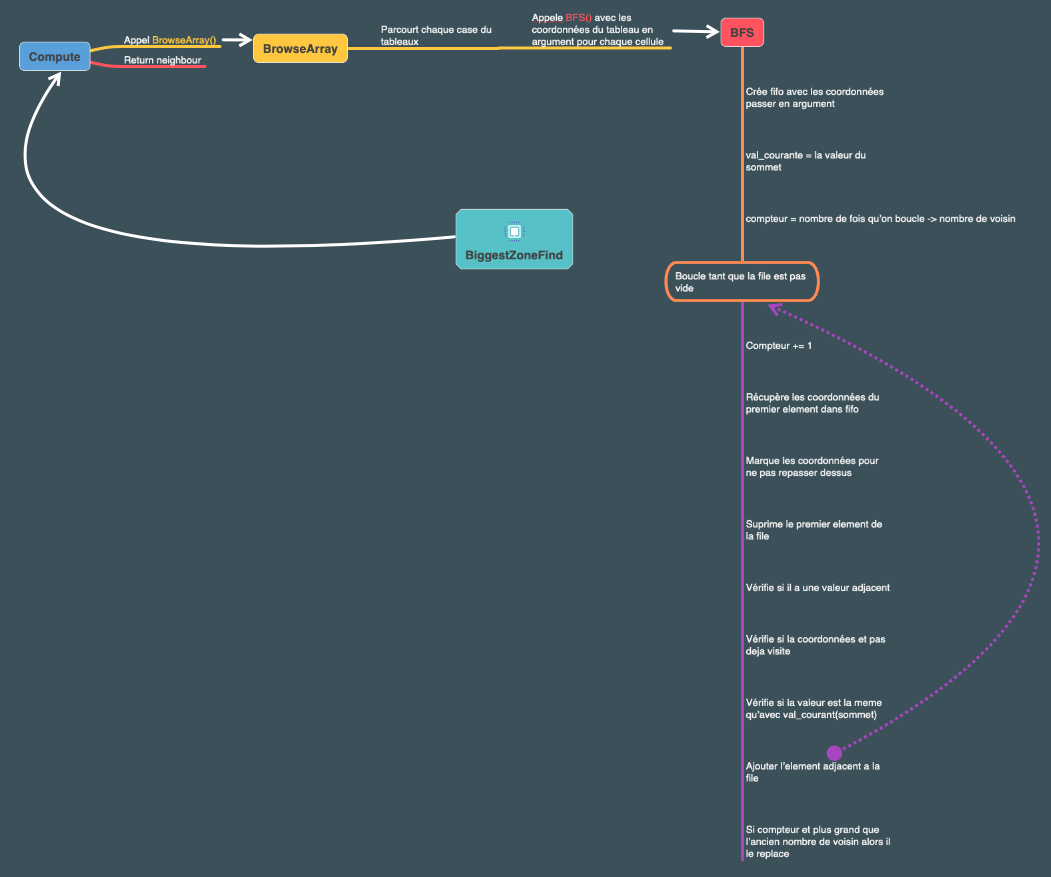 Compute
Appel BrowseArray()
Return neighbour
BrowseArray
Parcourt chaque case du
tableaux
Appele BFS() avec les
coordonnées du tableau en
argument pour chaque cellule
BFS
Crée fifo avec les coordonnées
passer en argument
val_courante = la valeur du
sommet
compteur = nombre de fois qu'on boucle -> nombre de voisin
BiggestZoneFind
Boucle tant que la file est pas
vide
Compteur += 1
Récupère les coordonnées du
premier element dans fifo
Marque les coordonnées pour
ne pas repasser dessus
Suprime le premier element de
la file
Vérifie si il a une valeur adjacent
Vérifie si la coordonnées et pas
deja visite
Vérifie si la valeur est la meme
qu'avec val_courant(sommet)
Ajouter l'element adjacent a la
file
Si compteur et plus grand que
l'ancien nombre de voisin alors il
le replace